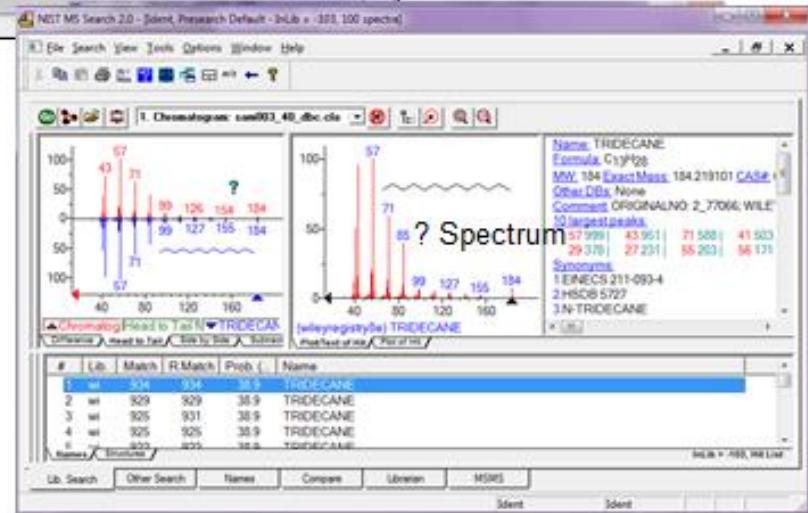 NIST MS Search 2.0 - [Ident, Presearch Default - InLib = -103, 100 spectra]
File Search View Tools Options Window Help
1. Chromatogram: sam003_40_dbc.cla
100 57
43
71
50 ?
99 126 154 184
0
99 127 155 184
50
71
100 57
40 80 120 160
Chromatog Head to Tail TRIDECAN
Difference Head to Tail Side by Side Subtract
100 57
71
50 85 ? Spectrum
99 127 155 184
0
40 80 120 160
(wileyregistry8e) TRIDECANE
Plot/Text of Hit Plot of Hit
Name: TRIDECANE
Formula: C13H28
MW: 184 Exact Mass: 184.219101 CAS#:
Other DBs: None
Comment: ORIGINALNO: 2_77066; WILE
10 largest peaks:
57 999 | 43 951 | 71 588 | 41 503
29 378 | 27 231 | 55 203 | 56 171
Synonyms:
1 EINECS 211-093-4
2 HSDB 5727
3 N-TRIDECANE
# Lib. Match R.Match Prob. (.. Name
1 wi 934 934 38.9 TRIDECANE
2 wi 929 929 38.9 TRIDECANE
3 wi 925 931 38.9 TRIDECANE
4 wi 925 925 38.9 TRIDECANE
Names Structures
InLib = -103, Hit List
Lib. Search Other Search Names Compare Librarian MSMS
Ident Ident